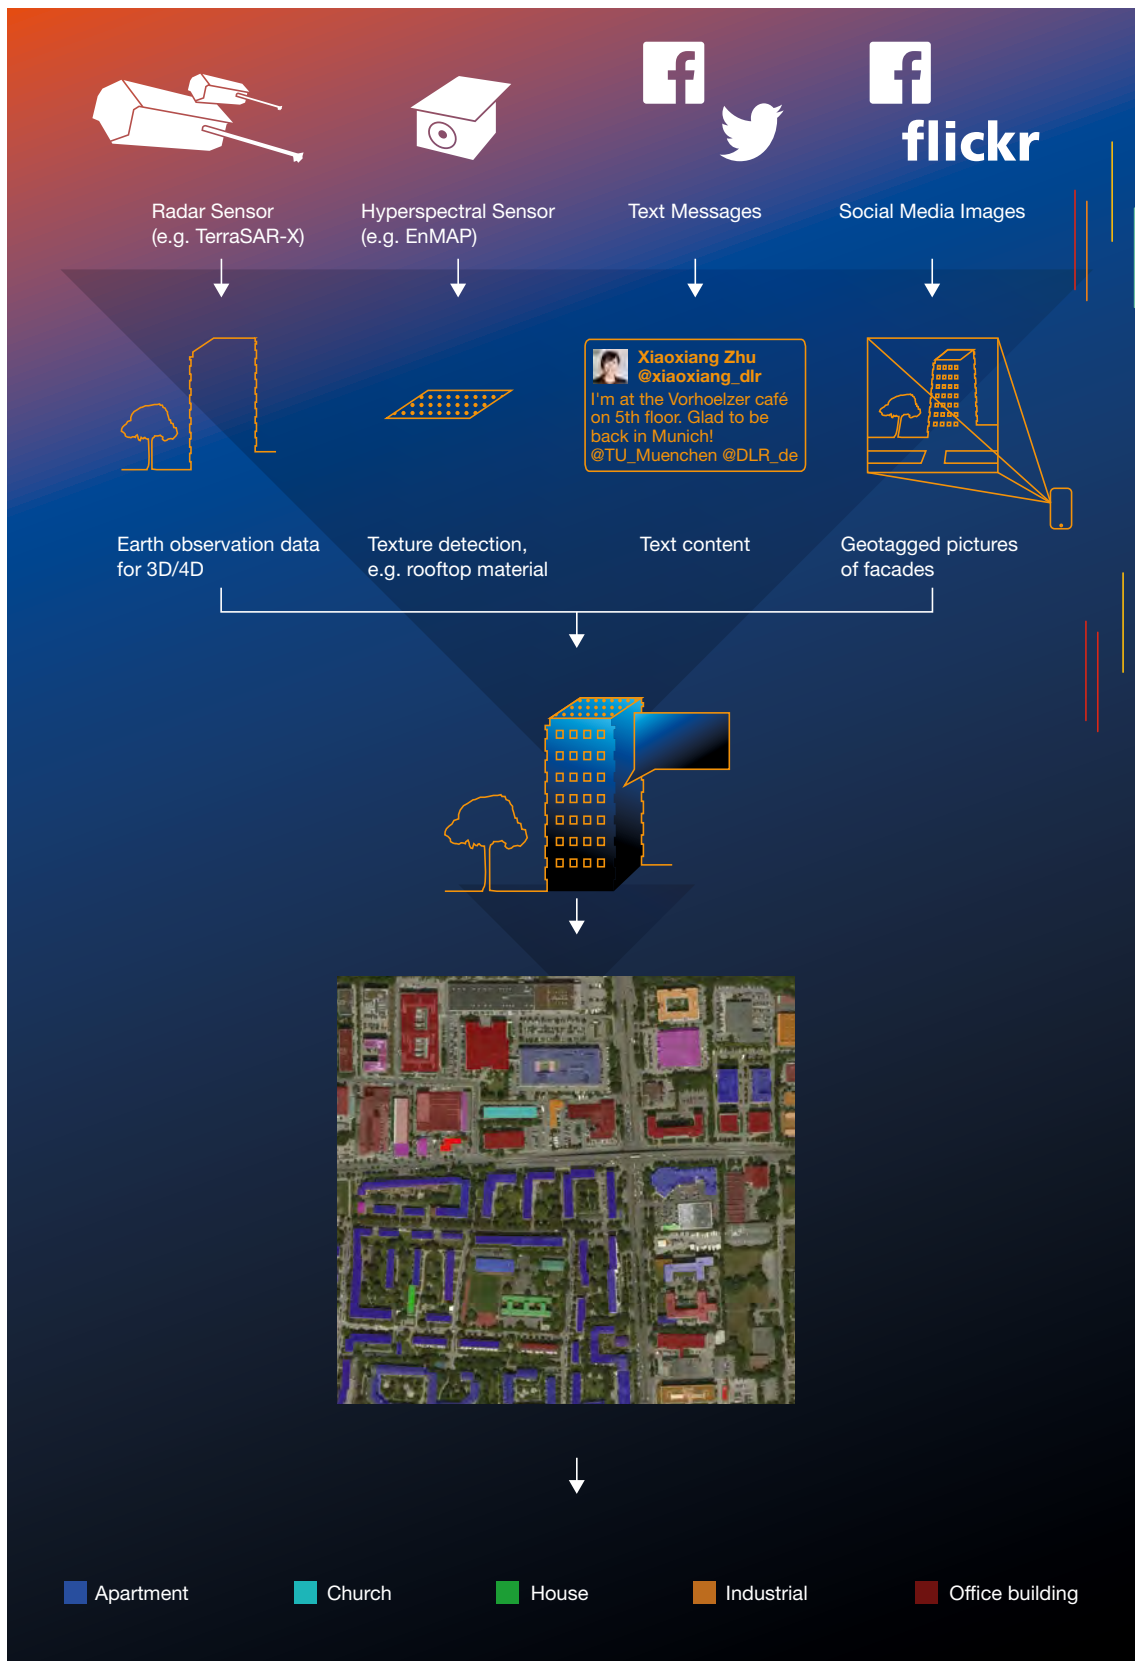 flickr
Radar Sensor
(e.g. TerraSAR-X)
Hyperspectral Sensor
(e.g. EnMAP)
Text Messages
Social Media Images
Xiaoxiang Zhu
@xiaoxiang_dlr
I'm at the Vorhoelzer café
on 5th floor. Glad to be
back in Munich!
@TU_Muenchen @DLR_de
Earth observation data
for 3D/4D
Texture detection,
e.g. rooftop material
Text content
Geotagged pictures
of facades
Apartment
Church
House
Industrial
Office building